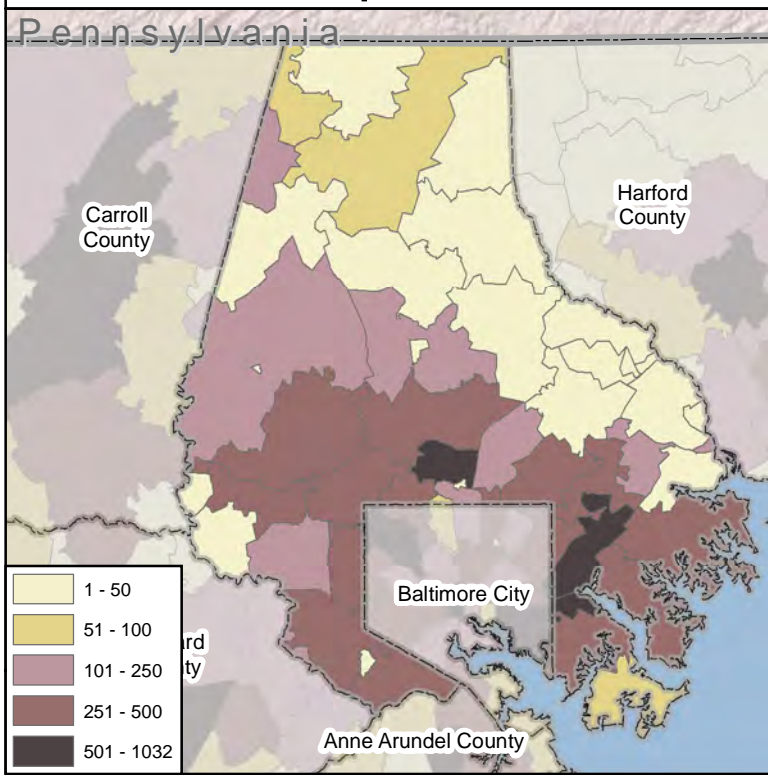 Pennsylvania
Carroll
County
Harford
County
Baltimore City
Anne Arundel County
1 - 50
51 - 100
101 - 250
251 - 500
501 - 1032